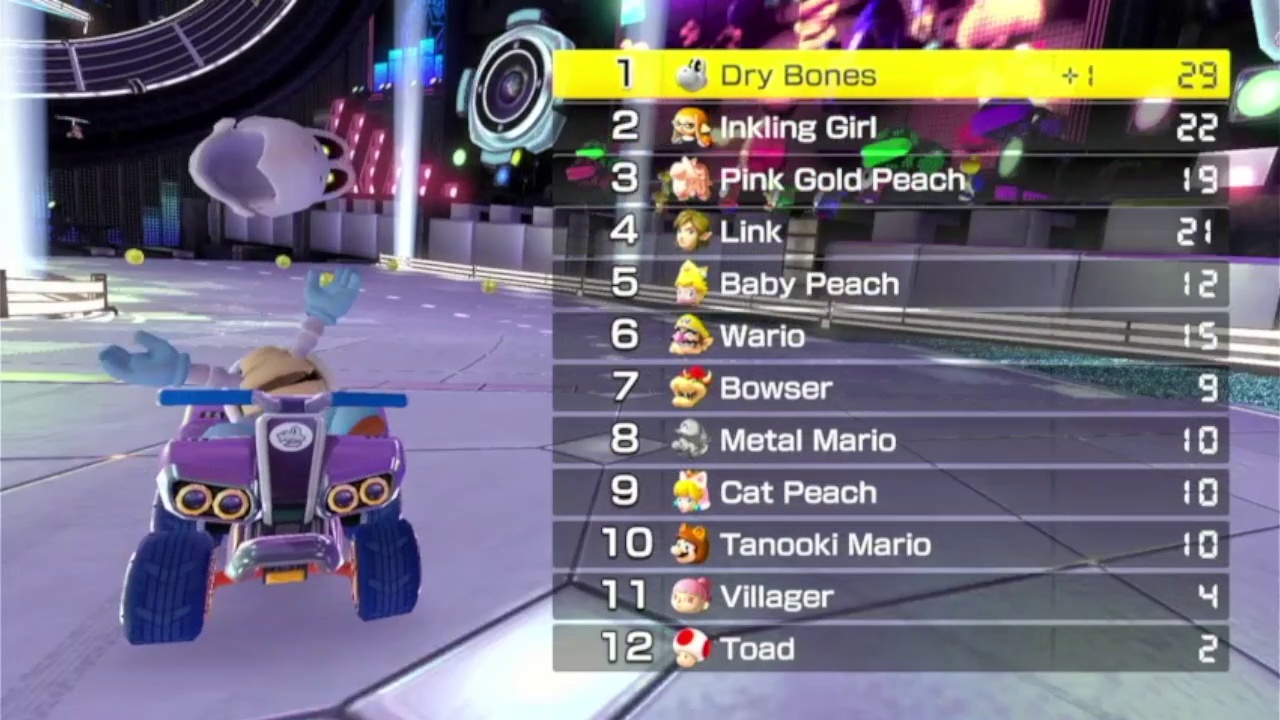 1 Dry Bones +1 29
2 Inkling Girl 22
3 Pink Gold Peach 19
4 Link 21
5 Baby Peach 12
6 Wario 15
7 Bowser 9
8 Metal Mario 10
9 Cat Peach 10
10 Tanooki Mario 10
11 Villager 4
12 Toad 2